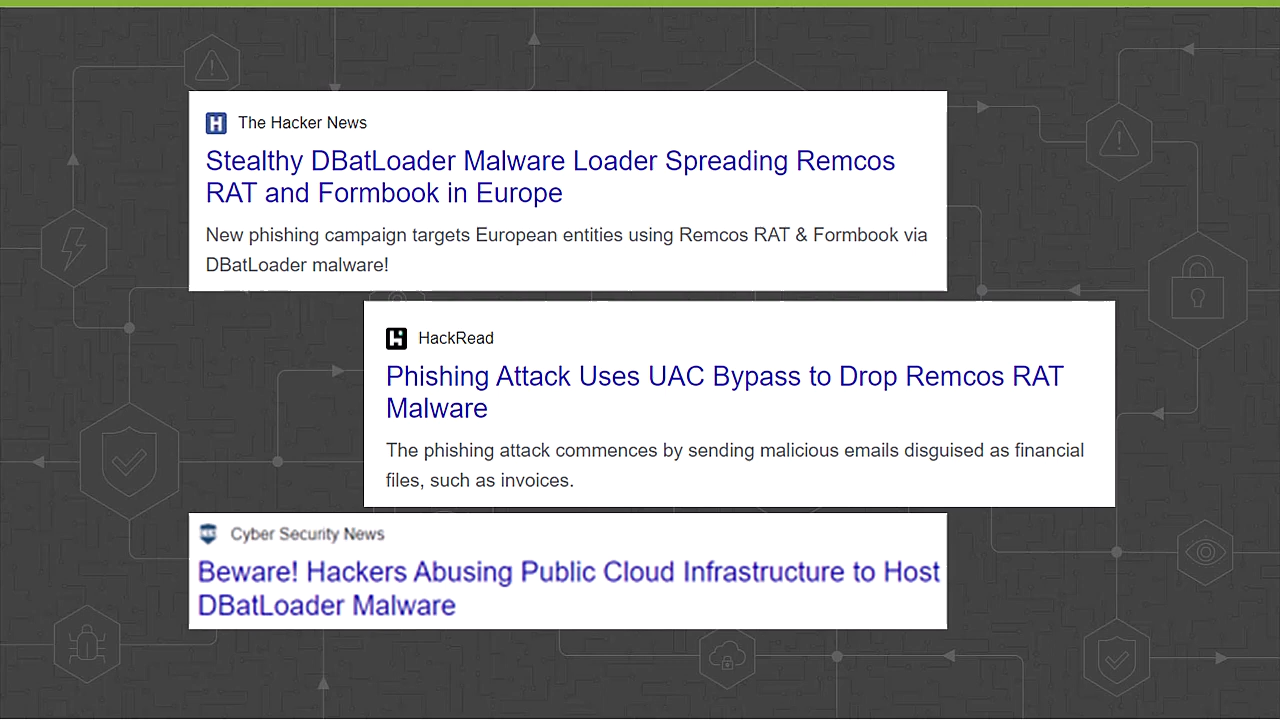 The Hacker News
Stealthy DBatLoader Malware Loader Spreading Remcos
RAT and Formbook in Europe
New phishing campaign targets European entities using Remcos RAT & Formbook via
DBatLoader malware!
HackRead
Phishing Attack Uses UAC Bypass to Drop Remcos RAT
Malware
The phishing attack commences by sending malicious emails disguised as financial
files, such as invoices.
Cyber Security News
Beware! Hackers Abusing Public Cloud Infrastructure to Host
DBatLoader Malware